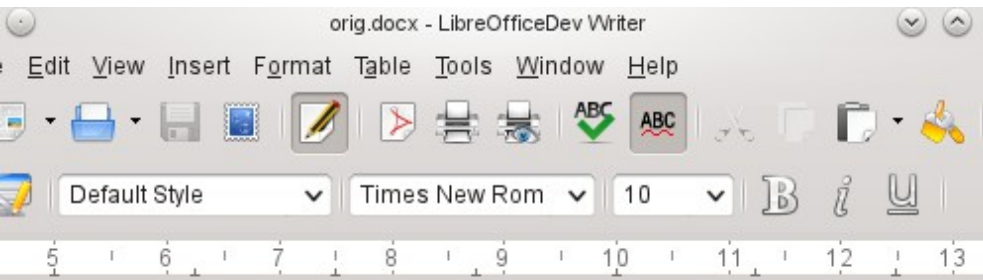 orig.docx - LibreOfficeDev Writer
Edit View Insert Format Table Tools Window Help
ABC ABC
Default Style Times New Rom 10 B i U
5 6 7 8 9 10 11 12 13